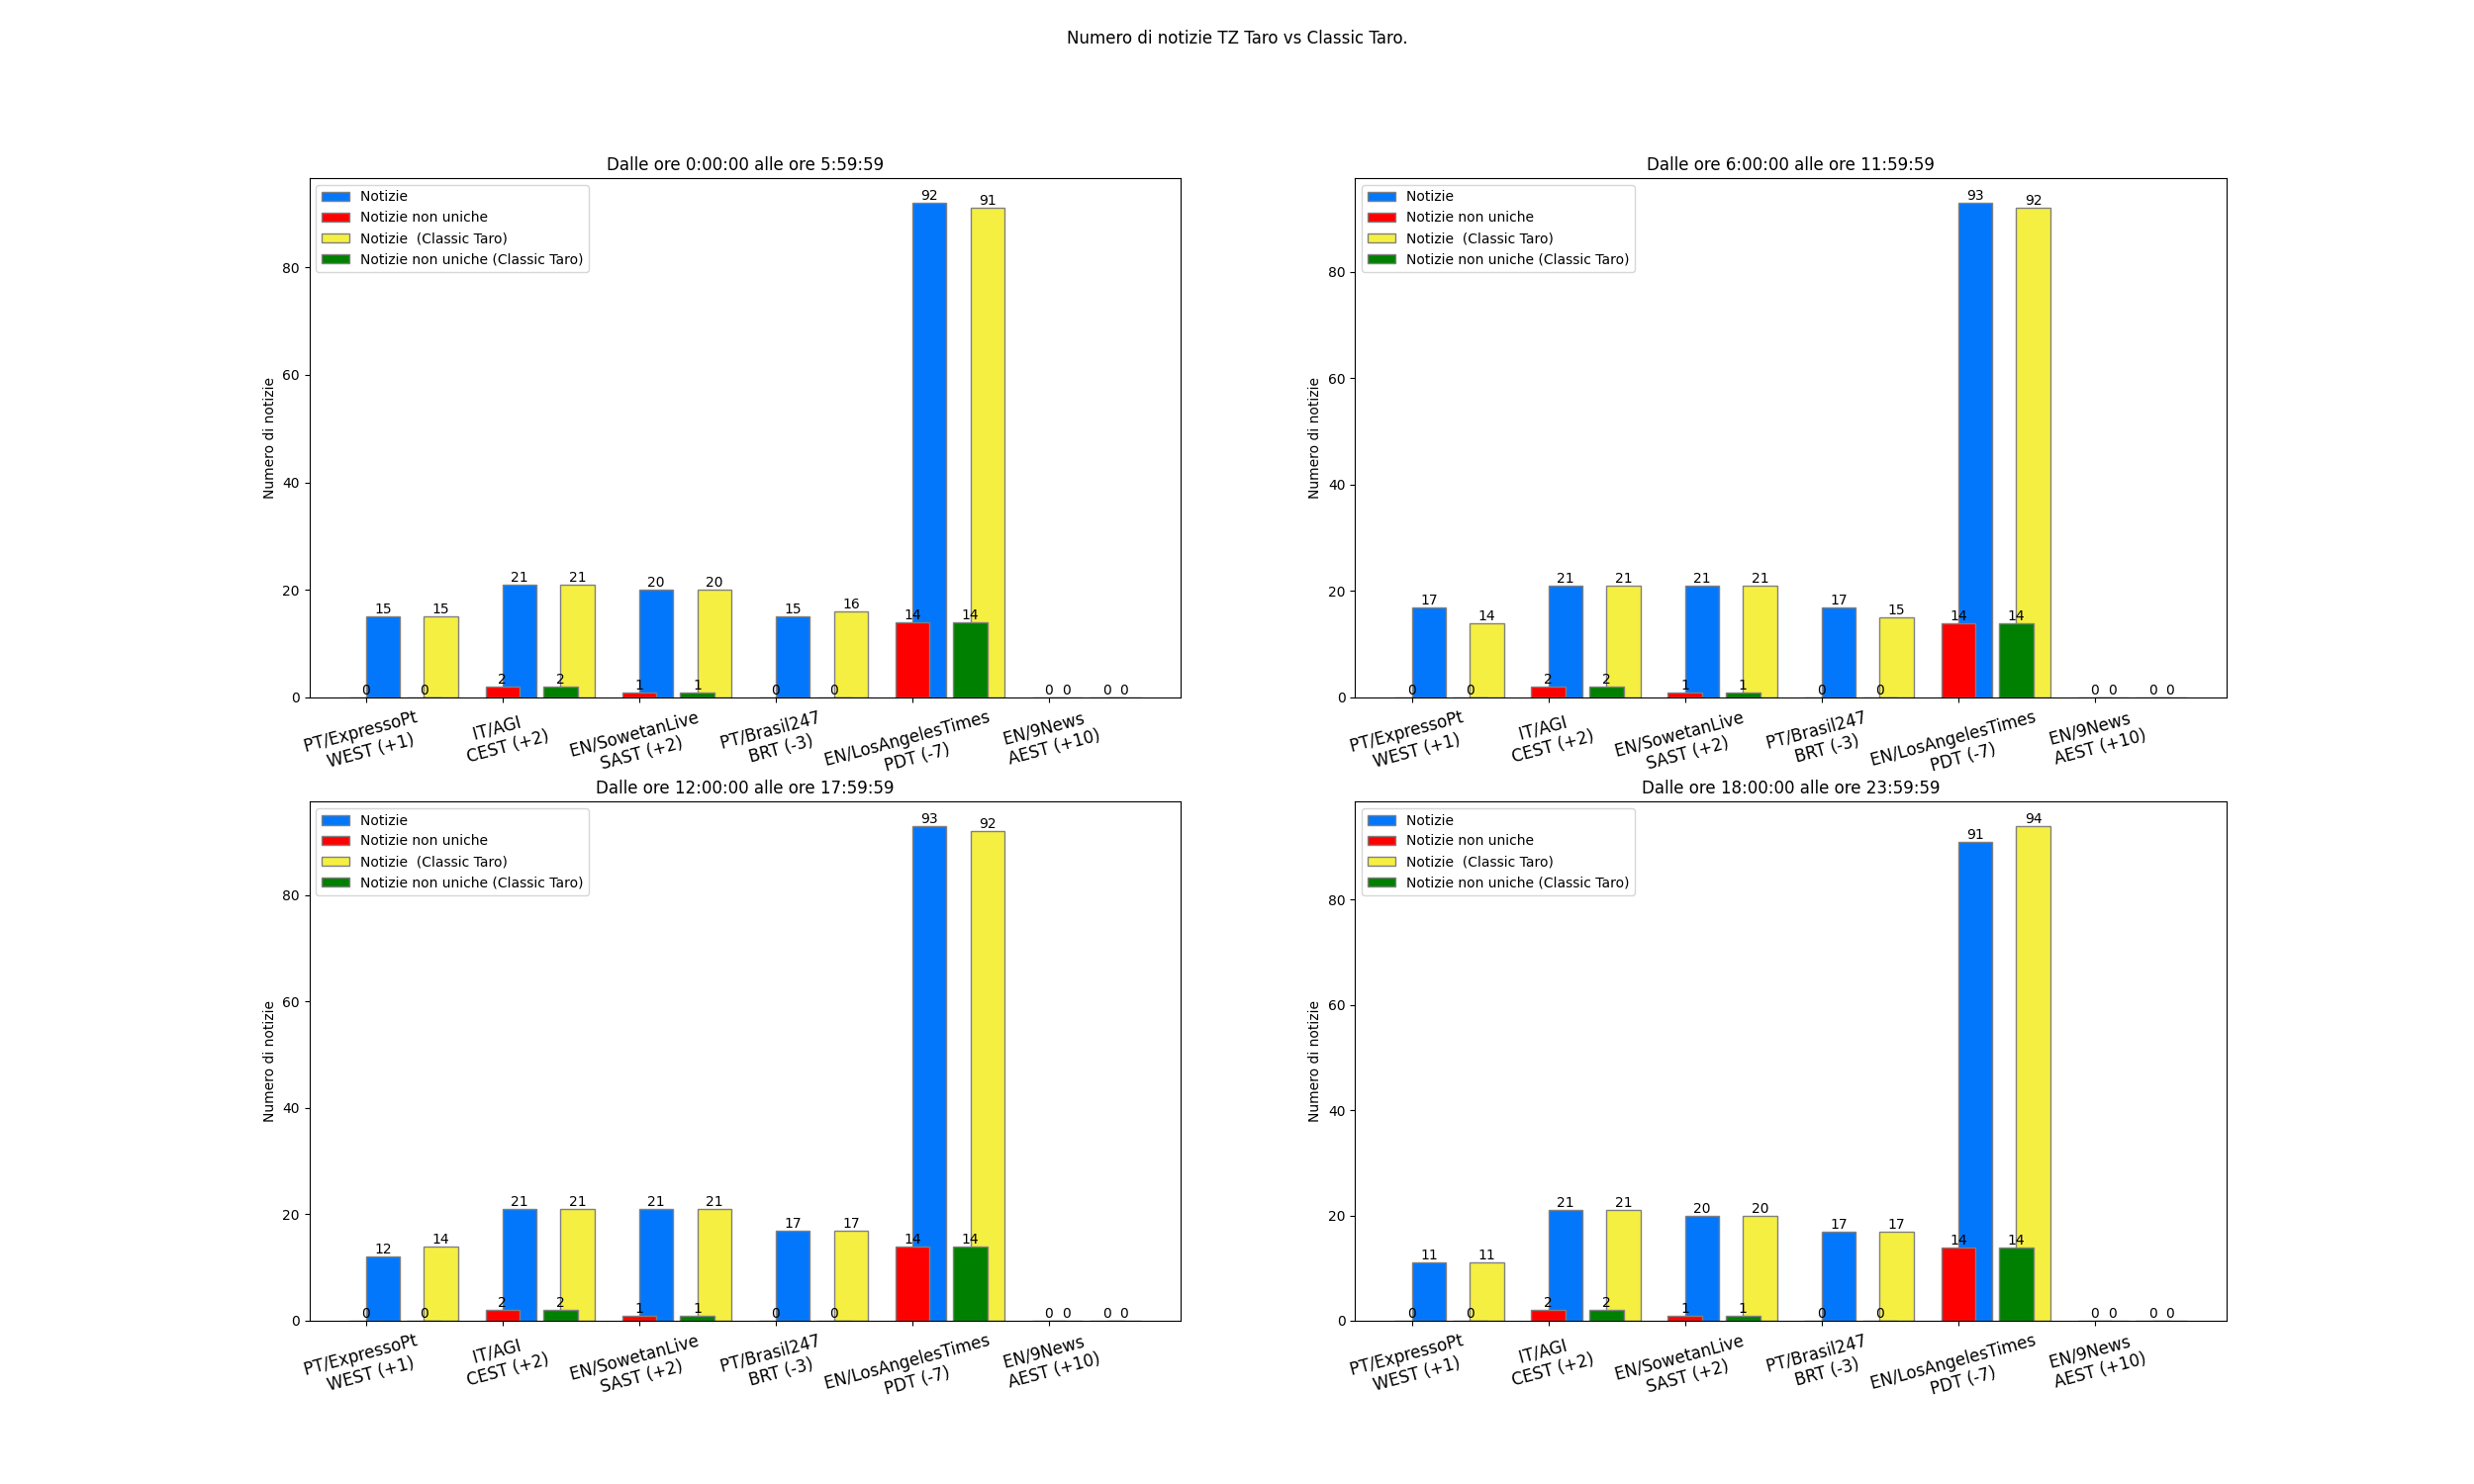 Numero di notizie TZ Taro vs Classic Taro.
Dalle ore 0:00:00 alle ore 5:59:59
Notizie
Notizie non uniche
Notizie (Classic Taro)
Notizie non uniche (Classic Taro)
Numero di notizie
80
60
40
20
0
92 91
15 15 21 21 20 20 15 16 14 14
0 0 2 2 1 1 0 0 0 0 0 0
PT/ExpressoPt
WEST (+1)
IT/AGI
CEST (+2)
EN/SowetanLive
SAST (+2)
PT/Brasil247
BRT (-3)
EN/LosAngelesTimes
PDT (-7)
EN/9News
AEST (+10)
Dalle ore 6:00:00 alle ore 11:59:59
Notizie
Notizie non uniche
Notizie (Classic Taro)
Notizie non uniche (Classic Taro)
Numero di notizie
80
60
40
20
0
93 92
17 14 21 21 21 21 17 15 14 14
0 0 2 2 1 1 0 0 0 0 0 0
PT/ExpressoPt
WEST (+1)
IT/AGI
CEST (+2)
EN/SowetanLive
SAST (+2)
PT/Brasil247
BRT (-3)
EN/LosAngelesTimes
PDT (-7)
EN/9News
AEST (+10)
Dalle ore 12:00:00 alle ore 17:59:59
Notizie
Notizie non uniche
Notizie (Classic Taro)
Notizie non uniche (Classic Taro)
Numero di notizie
80
60
40
20
0
93 92
12 14 21 21 21 21 17 17 14 14
0 0 2 2 1 1 0 0 0 0 0 0
PT/ExpressoPt
WEST (+1)
IT/AGI
CEST (+2)
EN/SowetanLive
SAST (+2)
PT/Brasil247
BRT (-3)
EN/LosAngelesTimes
PDT (-7)
EN/9News
AEST (+10)
Dalle ore 18:00:00 alle ore 23:59:59
Notizie
Notizie non uniche
Notizie (Classic Taro)
Notizie non uniche (Classic Taro)
Numero di notizie
80
60
40
20
0
91 94
11 11 21 21 20 20 17 17 14 14
0 0 2 2 1 1 0 0 0 0 0 0
PT/ExpressoPt
WEST (+1)
IT/AGI
CEST (+2)
EN/SowetanLive
SAST (+2)
PT/Brasil247
BRT (-3)
EN/LosAngelesTimes
PDT (-7)
EN/9News
AEST (+10)